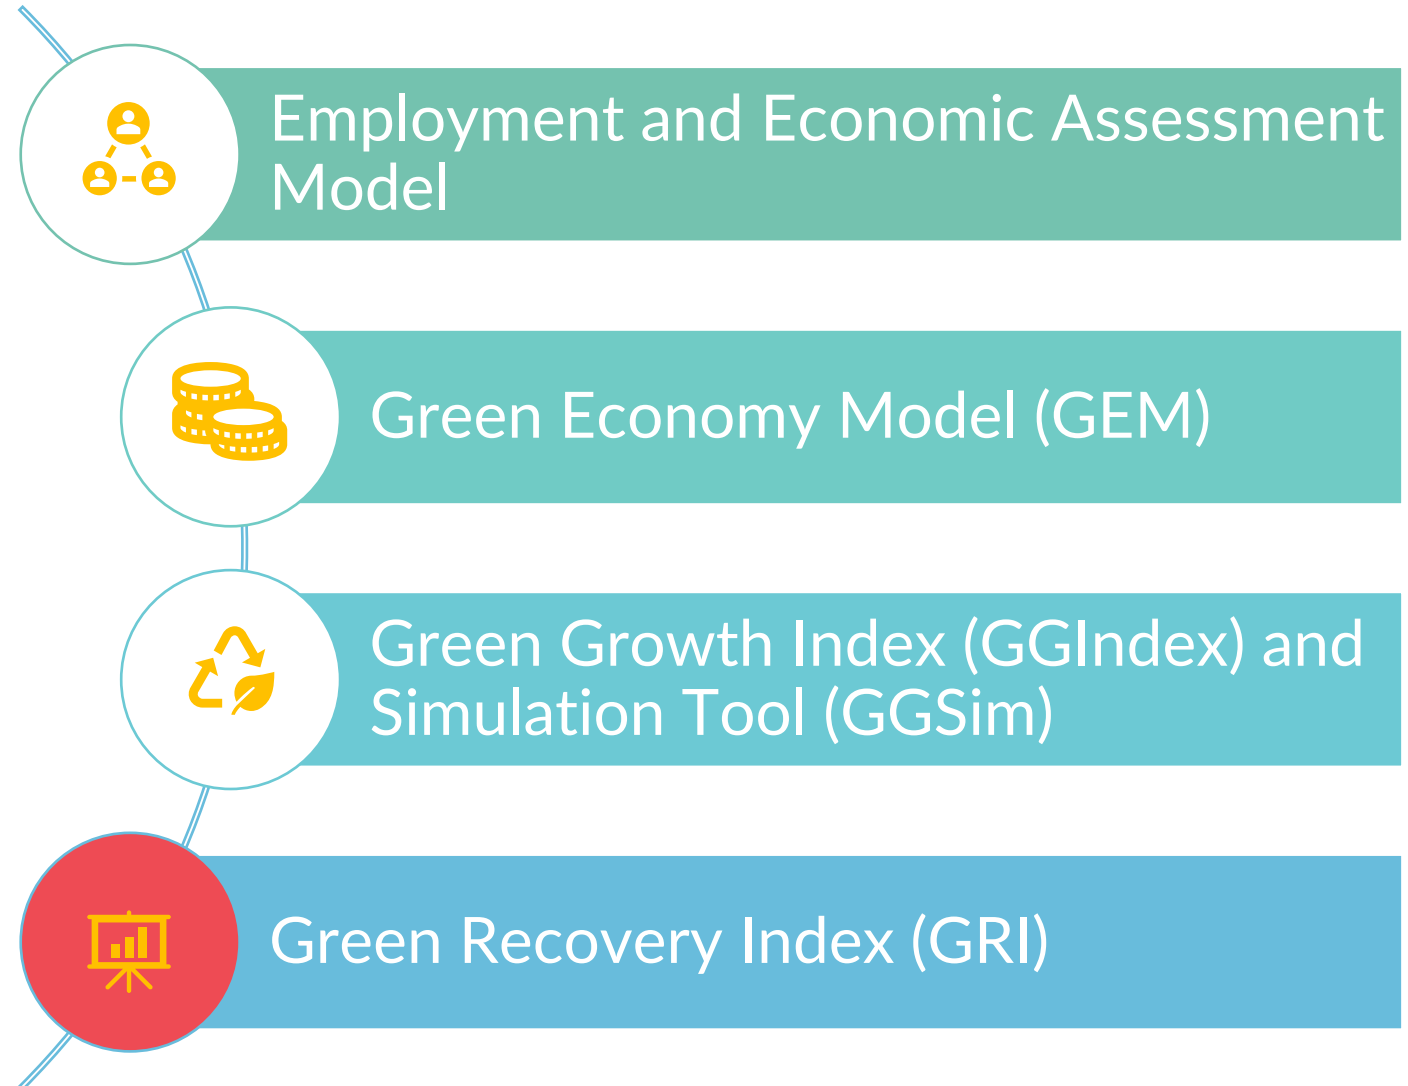 Employment and Economic Assessment
Model
Green Economy Model (GEM)
Green Growth Index (GGIndex) and
Simulation Tool (GGSim)
Green Recovery Index (GRI)